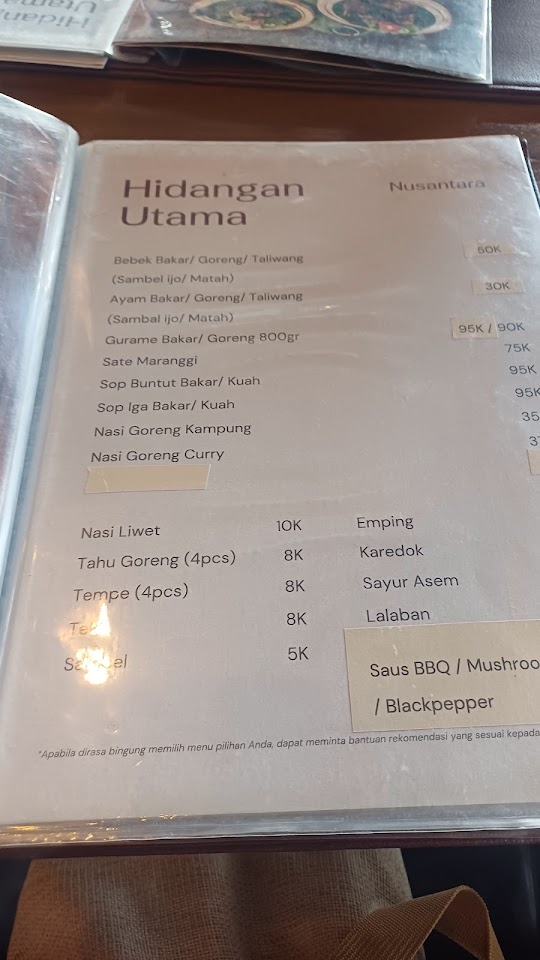 Hidangan
Utama
Nusantara
Bebek Bakar/ Goreng/ Taliwang 50K
(Sambel ijo/ Matah)
Ayam Bakar/ Goreng/ Taliwang 30K
(Sambal ijo/ Matah)
Gurame Bakar/ Goreng 800gr 95K / 90K
Sate Maranggi 75K
Sop Buntut Bakar/ Kuah 95K
Sop Iga Bakar/ Kuah 95K
Nasi Goreng Kampung 35
Nasi Goreng Curry
Nasi Liwet 10K Emping
Tahu Goreng (4pcs) 8K Karedok
Tempe (4pcs) 8K Sayur Asem
8K Lalaban
5K
Saus BBQ / Mushroo
/ Blackpepper
*Apabila dirasa bingung memilih menu pilihan Anda, dapat meminta bantuan rekomendasi yang sesuai kepada